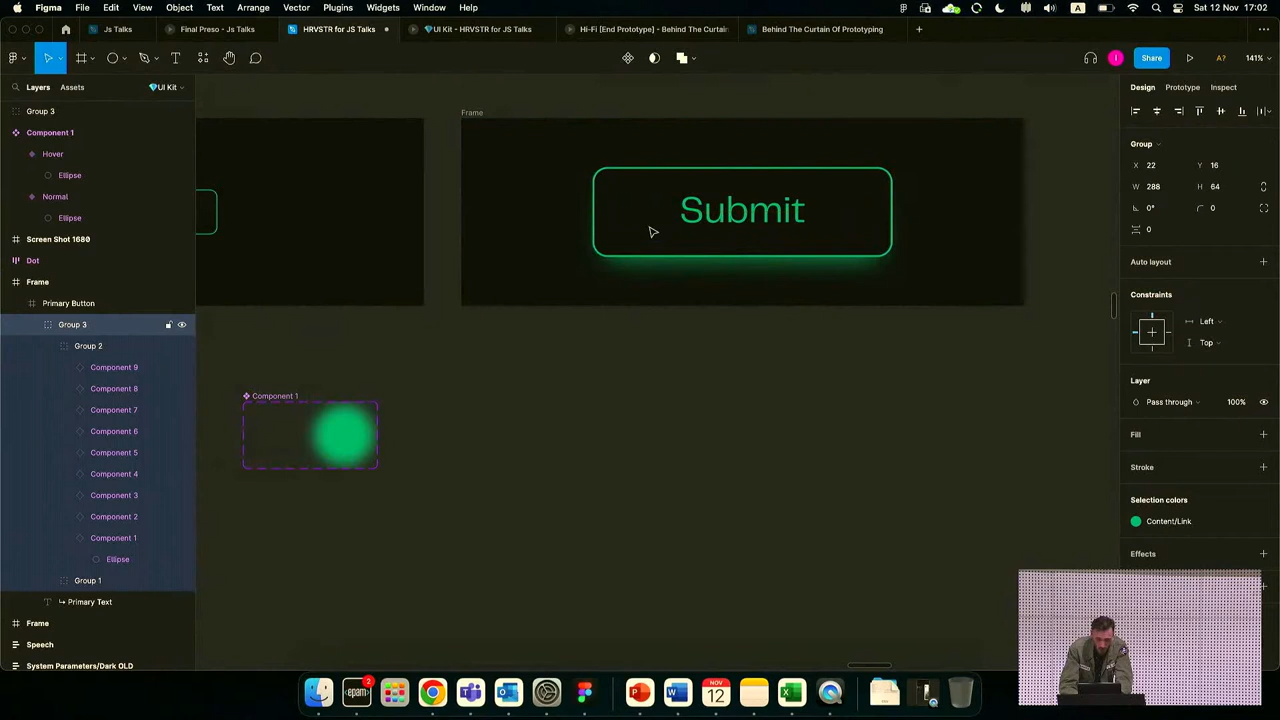 Figma File Edit View Object Text Arrange Vector Plugins Widgets Window Help A Sat 12 Nov 17:02
Js Talks Final Preso - Js Talks HRVSTR for JS Talks UI Kit - HRVSTR for JS Talks Hi-Fi [End Prototype] - Behind The Curtain Behind The Curtain Of Prototyping
I Share A? 141%
Layers Assets UI Kit
Group 3
Component 1
Hover
Ellipse
Normal
Ellipse
Screen Shot 1680
Dot
Frame
Primary Button
Group 3
Group 2
Component 9
Component 8
Component 7
Component 6
Component 5
Component 4
Component 3
Component 2
Component 1
Ellipse
Group 1
Primary Text
Frame
Speech
System Parameters/Dark OLD
Frame
Submit
Component 1
Design Prototype Inspect
Group
X 22 Y 16
W 288 H 64
0° 0
0
Auto layout
Constraints
Left
Top
Layer
Pass through 100%
Fill
Stroke
Selection colors
Content/Link
Effects
<epam> 2
NOV
12